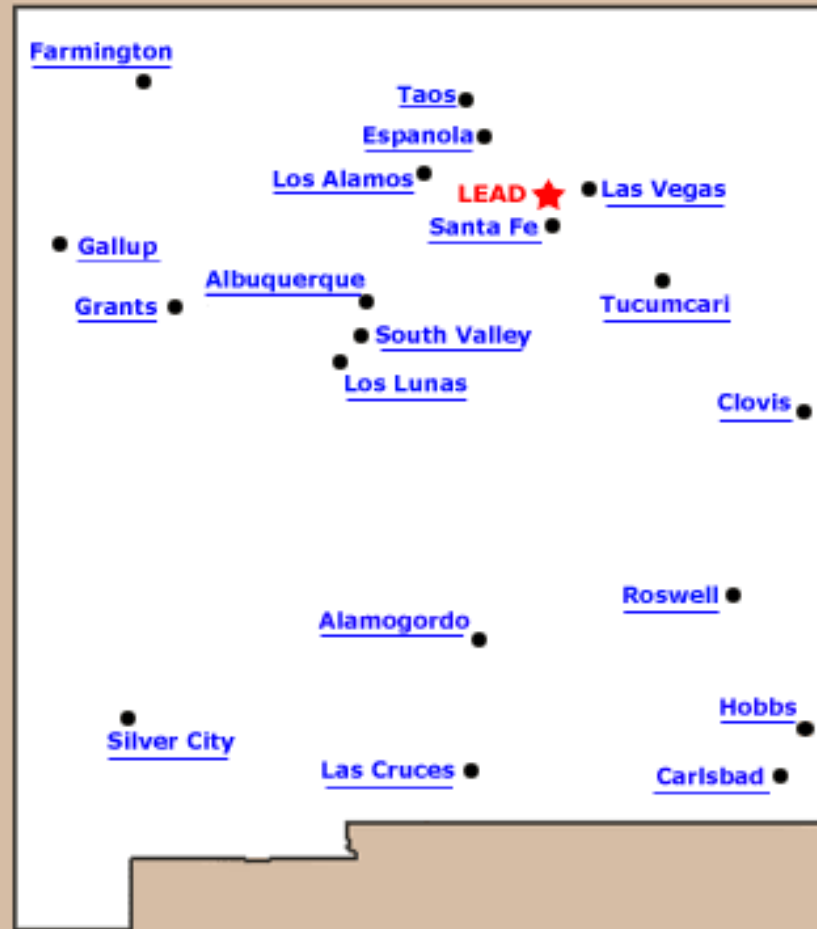 Farmington
Taos
Espanola
Los Alamos
LEAD
Las Vegas
Santa Fe
Gallup
Albuquerque
Grants
Tucumcari
South Valley
Los Lunas
Clovis
Roswell
Alamogordo
Hobbs
Silver City
Las Cruces
Carlsbad